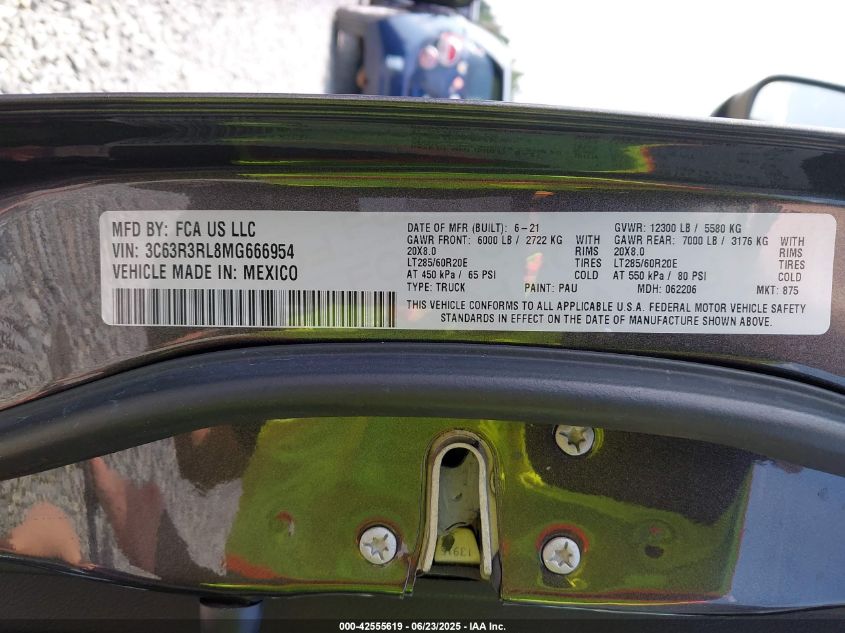 MFD BY: FCA US LLC
VIN: 3C63R3RL8MG666954
VEHICLE MADE IN: MEXICO
DATE OF MFR (BUILT): 6-21 GVWR: 12300 LB / 5580 KG
GAWR FRONT: 6000 LB / 2722 KG WITH GAWR REAR: 7000 LB / 3176 KG WITH
20X8.0 RIMS 20X8.0 RIMS
LT285/60R20E TIRES LT285/60R20E TIRES
AT 450 kPa / 65 PSI COLD AT 550 kPa / 80 PSI COLD
TYPE: TRUCK PAINT: PAU MDH: 062206 MKT: 875
THIS VEHICLE CONFORMS TO ALL APPLICABLE U.S.A. FEDERAL MOTOR VEHICLE SAFETY
STANDARDS IN EFFECT ON THE DATE OF MANUFACTURE SHOWN ABOVE.
000-42555619 - 06/23/2025 - IAA Inc.